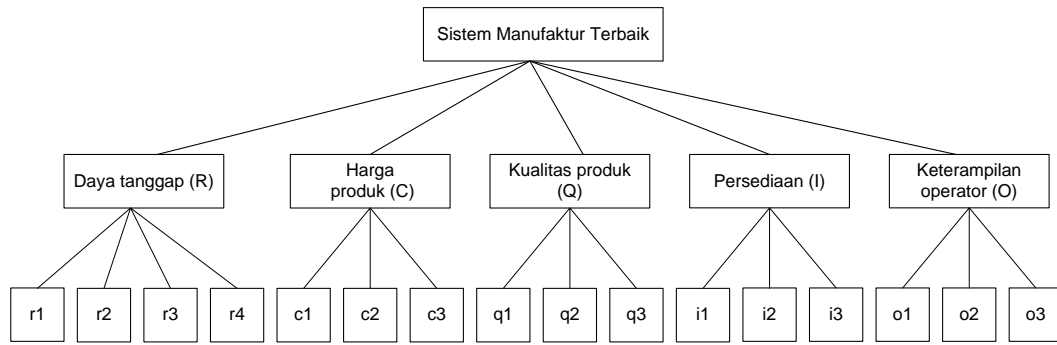 Sistem Manufaktur Terbaik
Daya tanggap (R)
Harga
produk (C)
Kualitas produk
(Q)
Persediaan (I)
Keterampilan
operator (O)
r1
r2
r3
r4
c1
c2
c3
q1
q2
q3
i1
i2
i3
o1
o2
o3